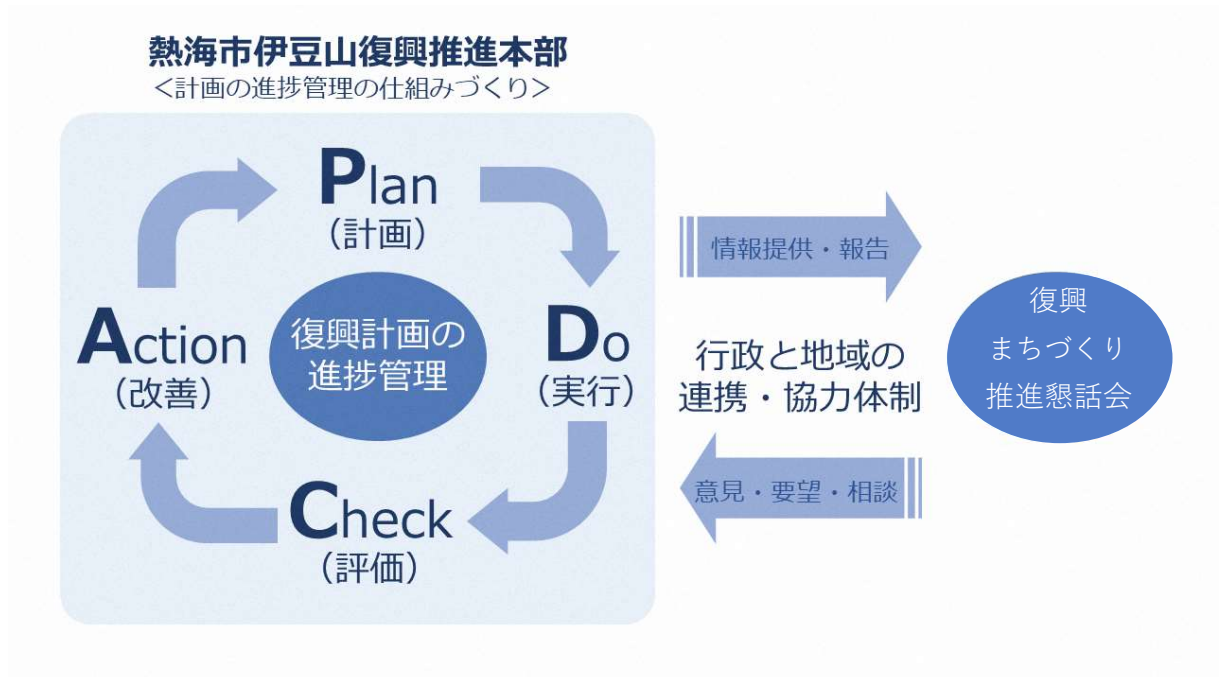 熱海市伊豆山復興推進本部
＜計画の進捗管理の仕組みづくり＞
Plan
（計画）
Do
（実行）
Check
（評価）
Action
（改善）
復興計画の
進捗管理
情報提供・報告
行政と地域の
連携・協力体制
意見・要望・相談
復興
まちづくり
推進懇話会